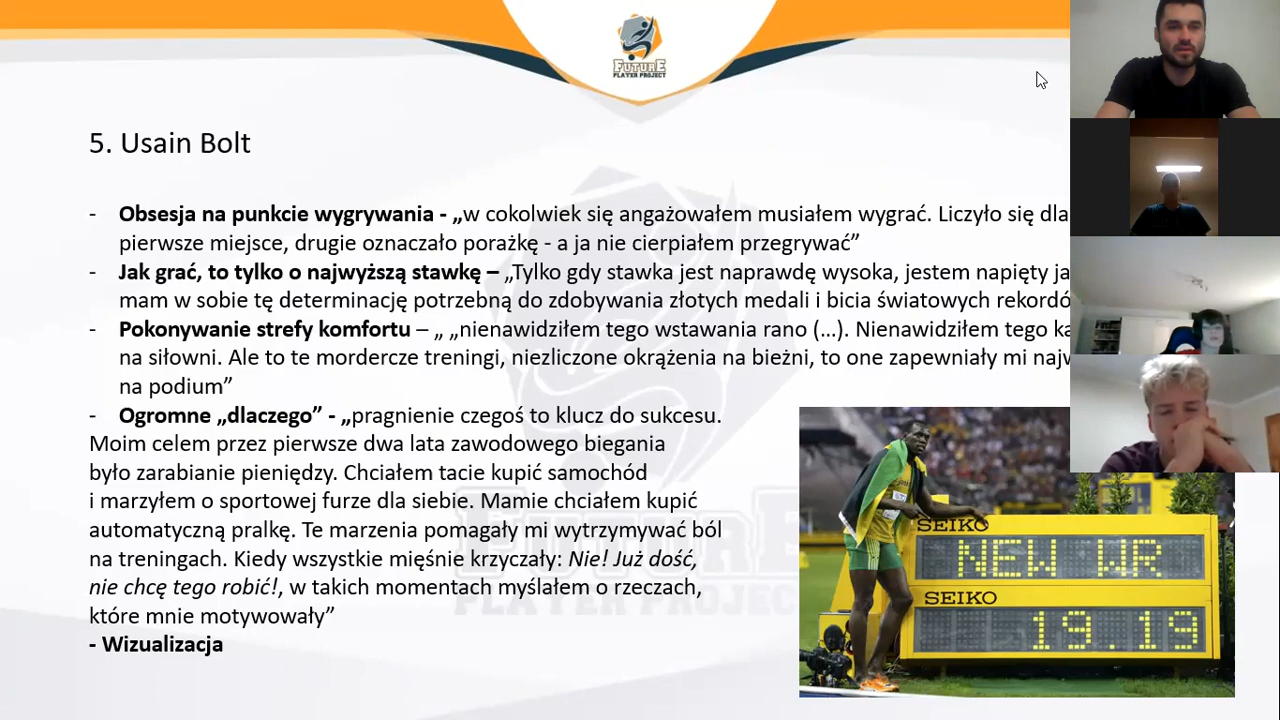 FUTURE
PLAYER PROJECT
5. Usain Bolt
- Obsesja na punkcie wygrywania - „w cokolwiek się angażowałem musiałem wygrać. Liczyło się dla
pierwsze miejsce, drugie oznaczało porażkę - a ja nie cierpiałem przegrywać”
- Jak grać, to tylko o najwyższą stawkę – „Tylko gdy stawka jest naprawdę wysoka, jestem napięty
mam w sobie tę determinację potrzebną do zdobywania złotych medali i bicia światowych
- Pokonywanie strefy komfortu – „ „nienawidziłem tego wstawania rano (...). Nienawidziłem tego
na siłowni. Ale to te mordercze treningi, niezliczone okrążenia na bieżni, to one zapewniały mi
na podium”
- Ogromne „dlaczego” - „pragnienie czegoś to klucz do sukcesu.
Moim celem przez pierwsze dwa lata zawodowego biegania
było zarabianie pieniędzy. Chciałem tacie kupić samochód
i marzyłem o sportowej furze dla siebie. Mamie chciałem kupić
automatyczną pralkę. Te marzenia pomagały mi wytrzymywać ból
na treningach. Kiedy wszystkie mięśnie krzyczały: Nie! Już dość,
nie chcę tego robić!, w takich momentach myślałem o rzeczach,
które mnie motywowały”
- Wizualizacja
SEIKO
NEW WR
SEIKO
19.19
FUTURE
PLAYER PROJECT